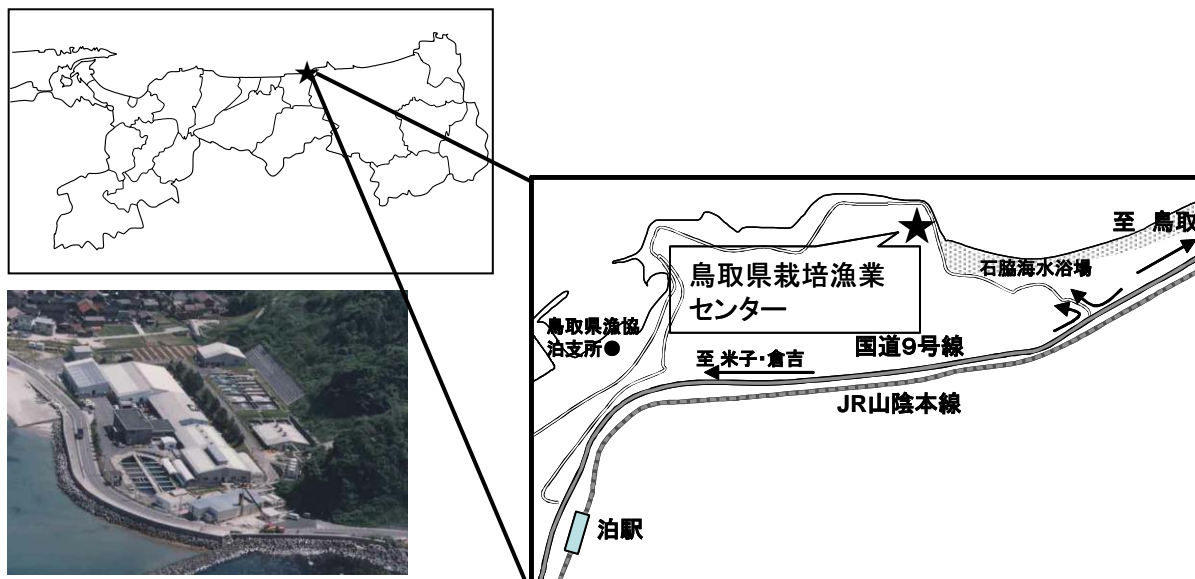 至 鳥取
石脇海水浴場
鳥取県栽培漁業
センター
鳥取県漁協
泊支所●
国道9号線
至 米子・倉吉
JR山陰本線
泊駅